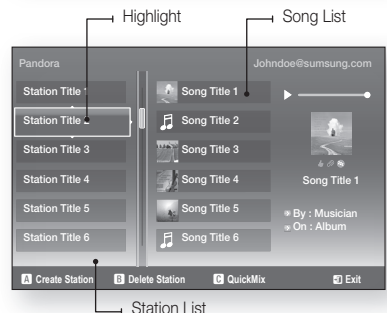 Highlight
Song List
Pandora
Johndoe@sumsung.com
Station Title 1
Station Title 2
Station Title 3
Station Title 4
Station Title 5
Station Title 6
Song Title 1
Song Title 2
Song Title 3
Song Title 4
Song Title 5
Song Title 6
Song Title 1
By : Musician
On : Album
A Create Station
B Delete Station
C QuickMix
Exit
Station List